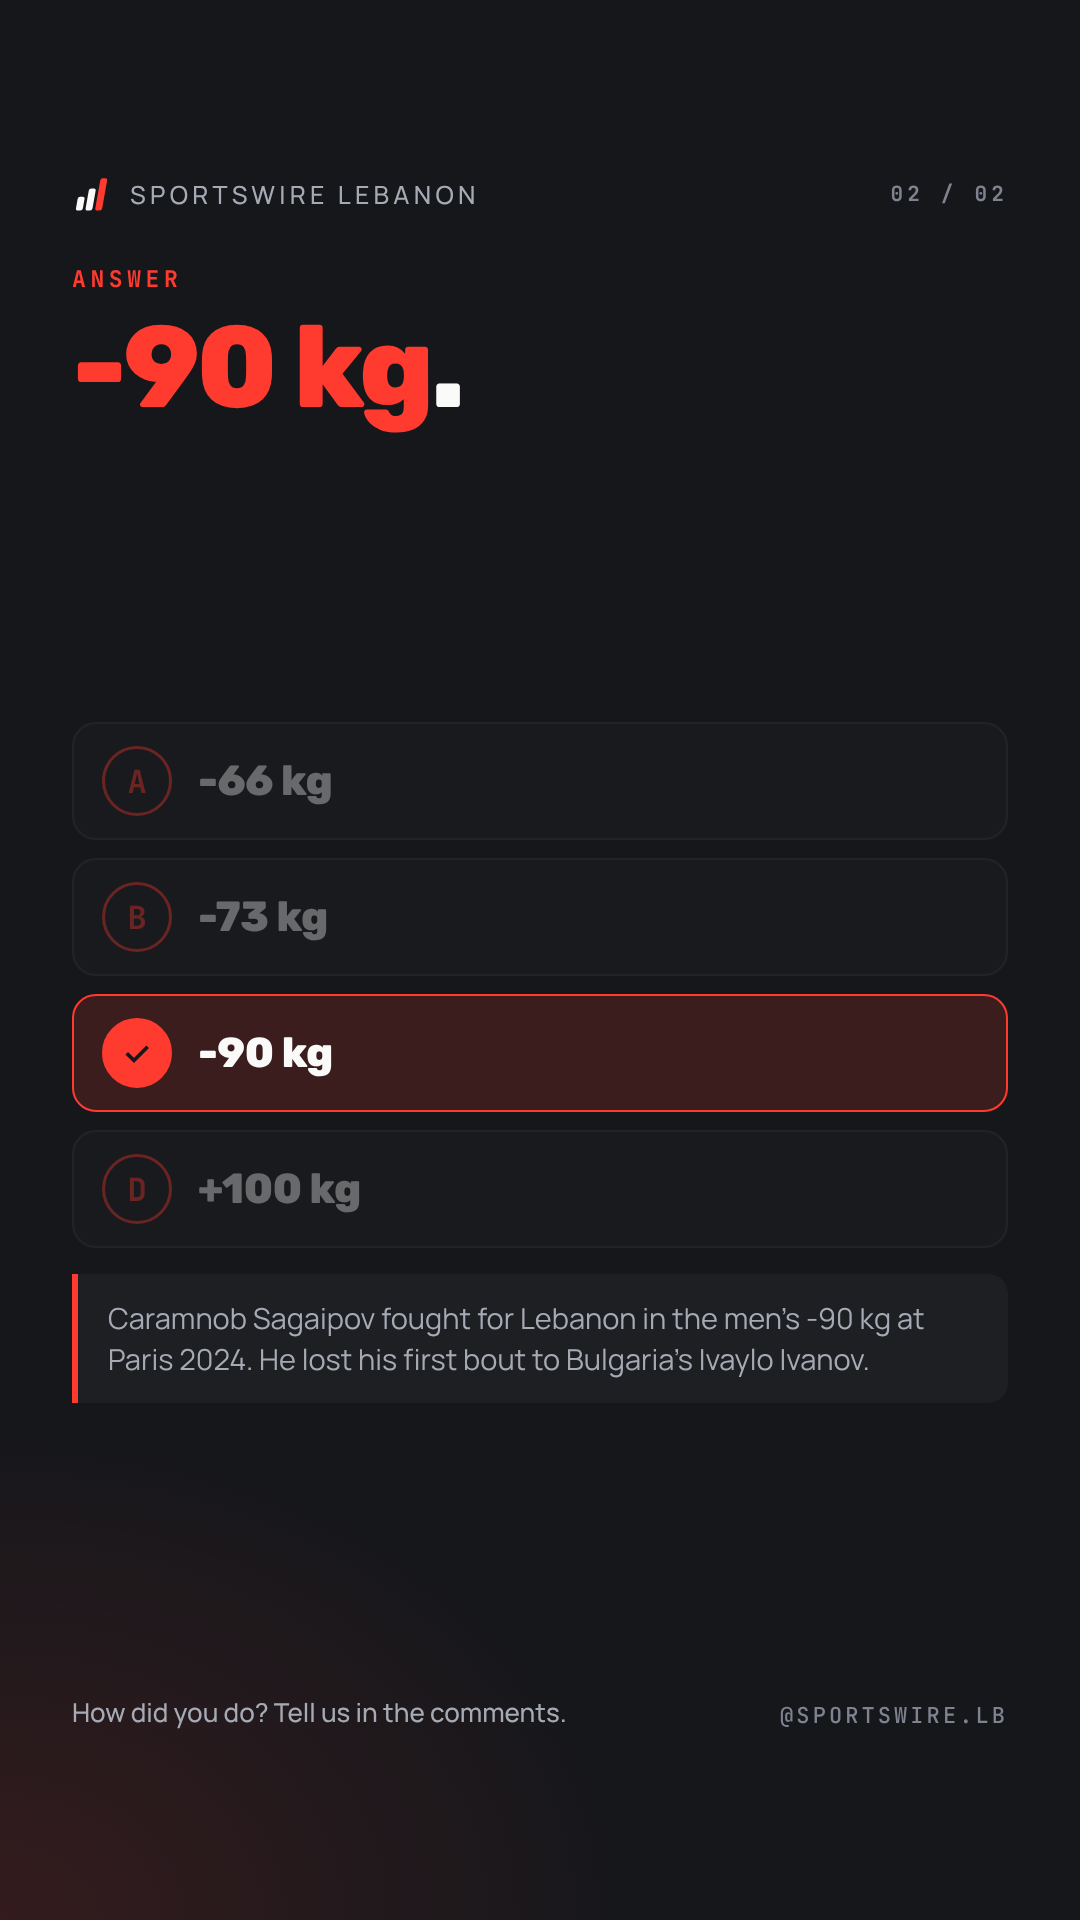 SPORTSWIRE LEBANON
02 / 02
ANSWER
-90 kg.
A -66 kg
B -73 kg
-90 kg
D +100 kg
Caramnob Sagaipov fought for Lebanon in the men’s -90 kg at
Paris 2024. He lost his first bout to Bulgaria’s Ivaylo Ivanov.
How did you do? Tell us in the comments.
@SPORTSWIRE.LB